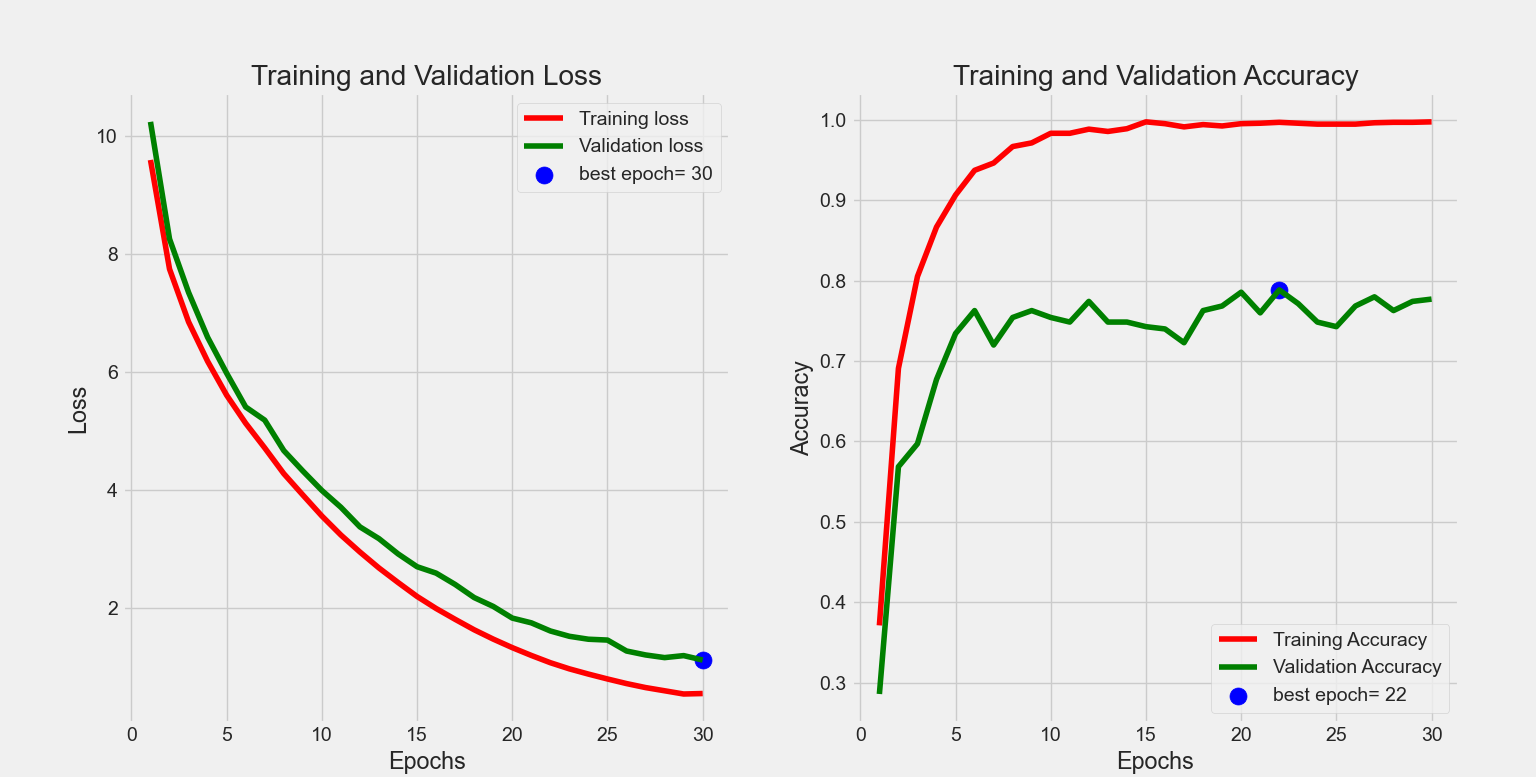 Training and Validation Loss
Training loss
Validation loss
best epoch= 30
10
8
6
4
2
Loss
0 5 10 15 20 25 30
Epochs
Training and Validation Accuracy
1.0
0.9
0.8
0.7
0.6
0.5
0.4
0.3
Accuracy
Training Accuracy
Validation Accuracy
best epoch= 22
0 5 10 15 20 25 30
Epochs